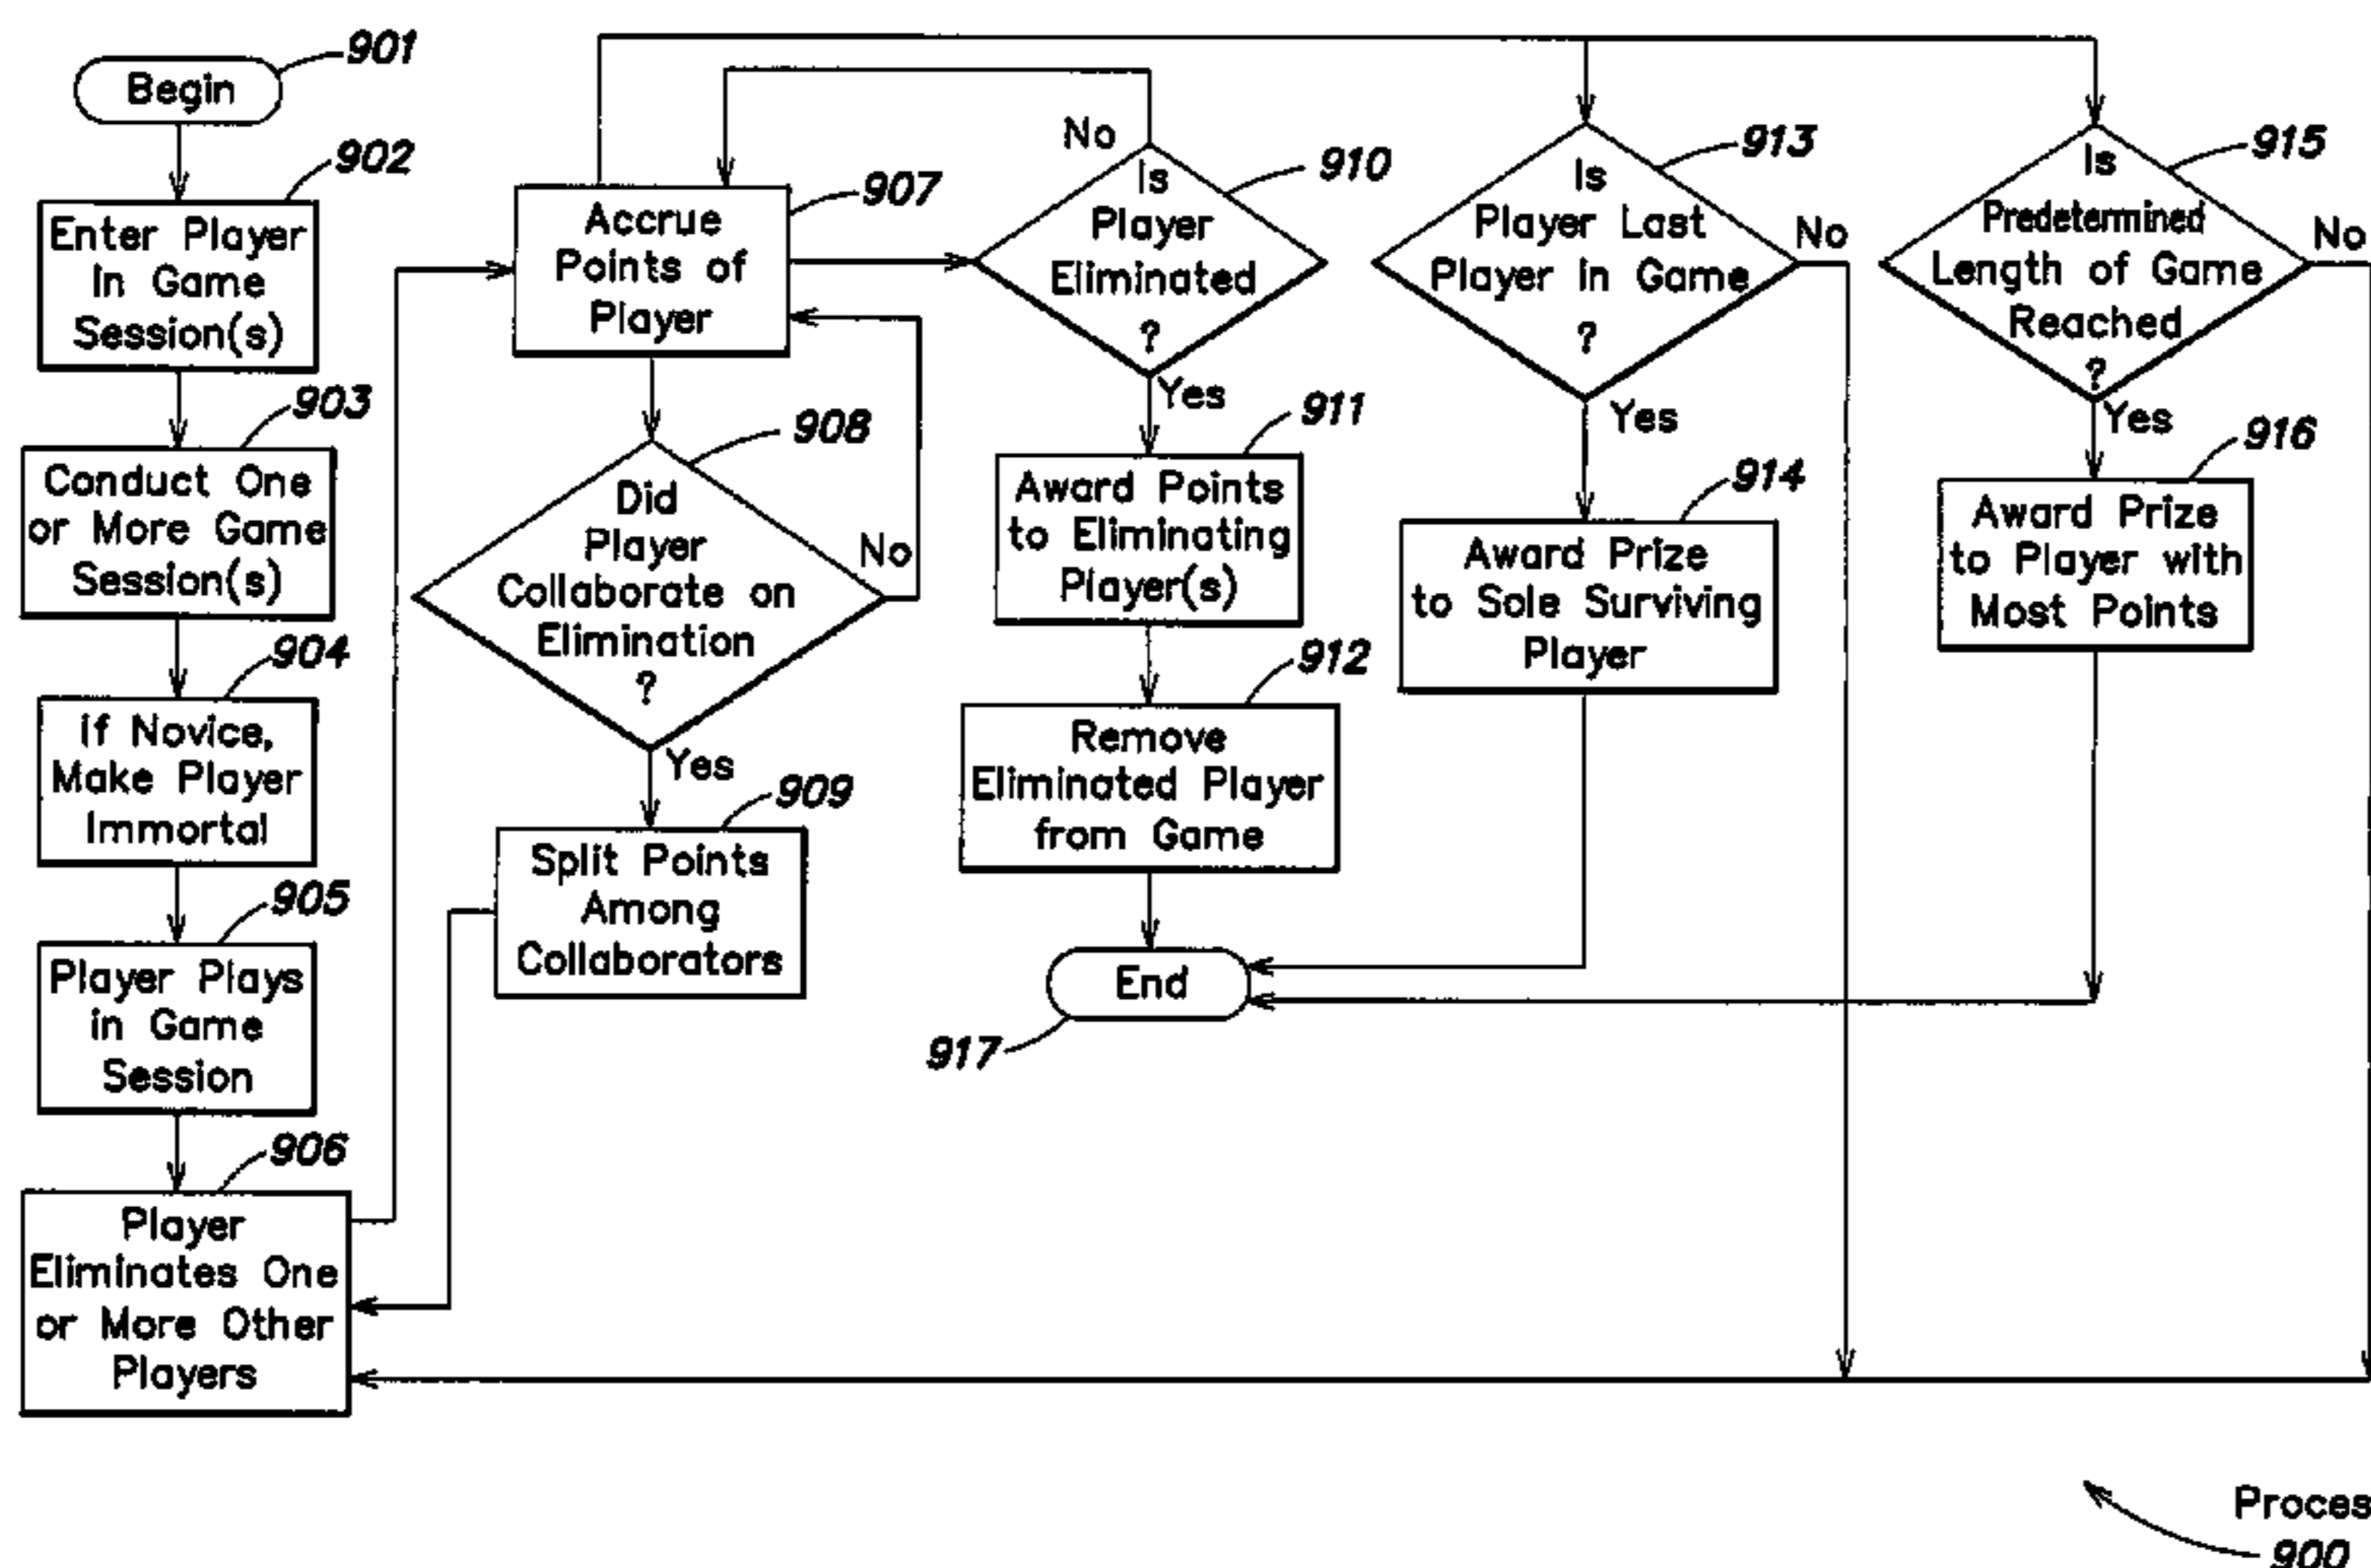 901
Begin
902
Enter Player
In Game
Session(s)
903
Conduct One
or More Game
Session(s)
904
If Novice,
Make Player
Immortal
905
Player Plays
in Game
Session
906
Player
Eliminates One
or More Other
Players
907
Accrue
Points of
Player
908
Did
Player
Collaborate on
Elimination
?
No
Yes
909
Split Points
Among
Collaborators
No
910
Is
Player
Eliminated
?
Yes
911
Award Points
to Eliminating
Player(s)
912
Remove
Eliminated Player
from Game
End
917
913
Is
Player Last
Player In Game
?
No
Yes
914
Award Prize
to Sole Surviving
Player
915
Is
Predetermined
Length of Game
Reached
?
No
Yes
916
Award Prize
to Player with
Most Points
Proces
900